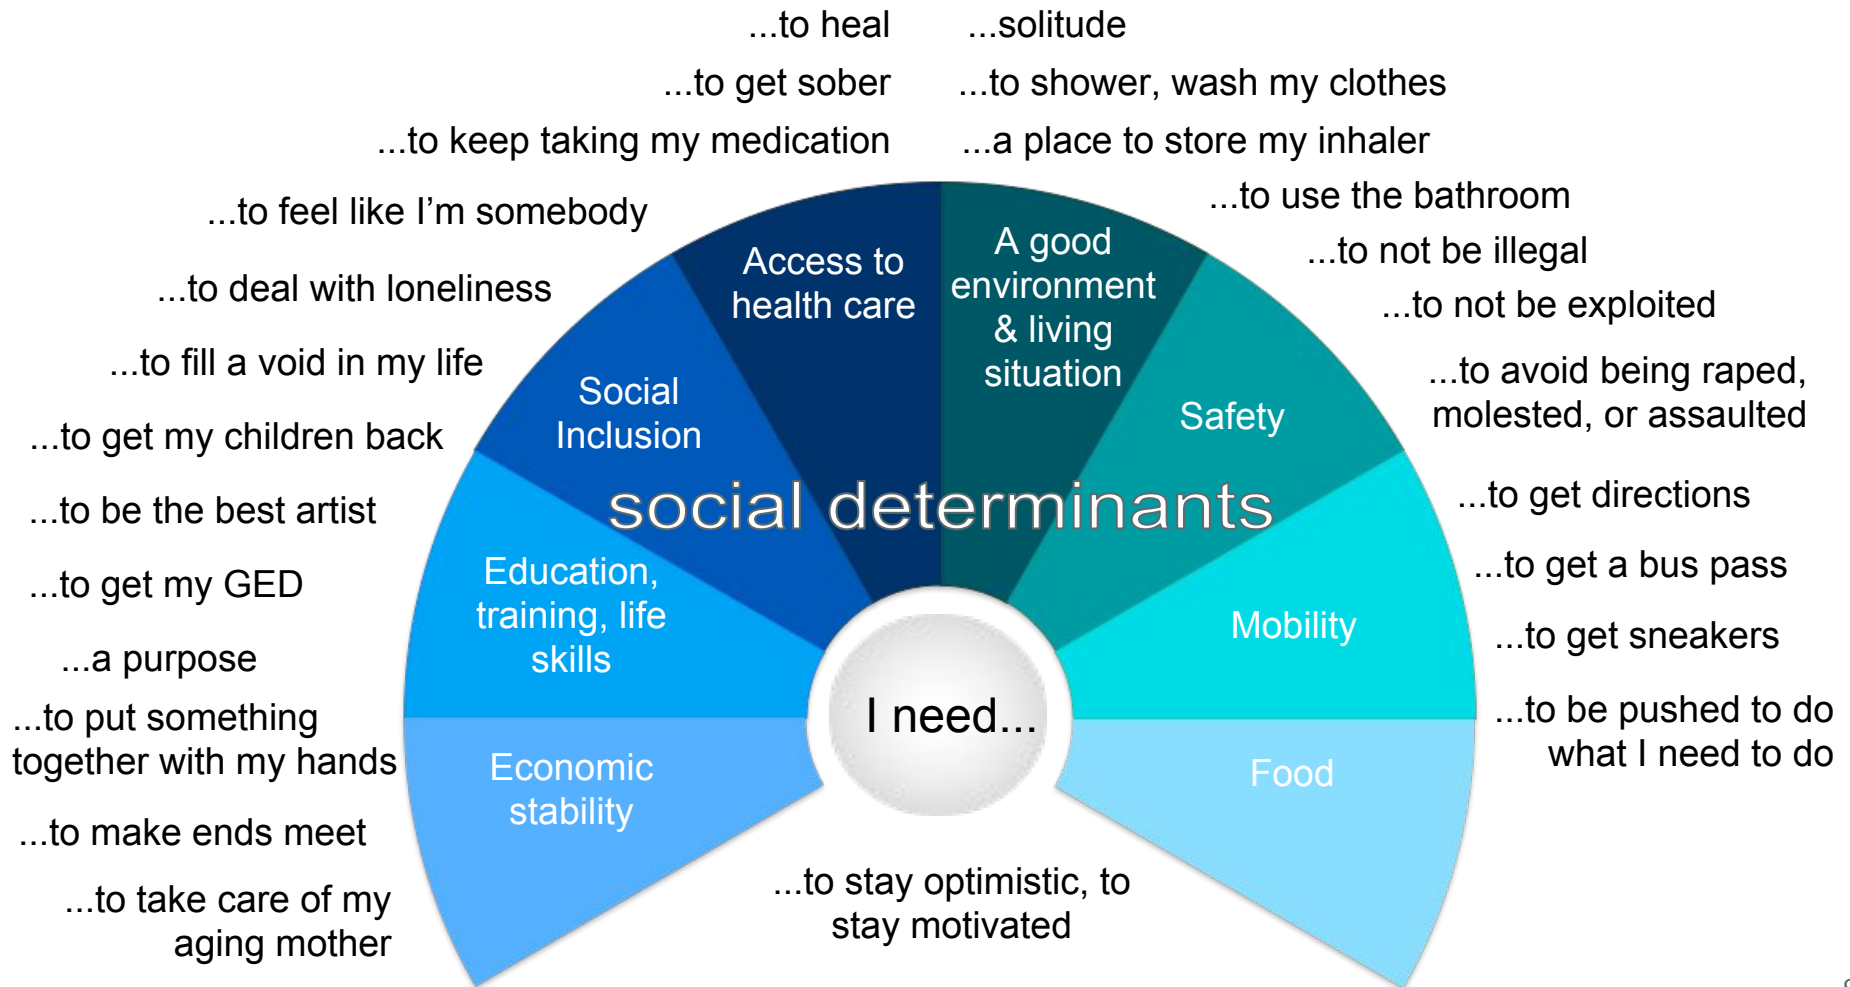 ...to heal
...solitude
...to get sober
...to shower, wash my clothes
...to keep taking my medication
...a place to store my inhaler
...to feel like I'm somebody
...to use the bathroom
...to deal with loneliness
...to not be illegal
...to fill a void in my life
...to not be exploited
...to get my children back
...to avoid being raped,
molested, or assaulted
...to be the best artist
...to get directions
...to get my GED
...to get a bus pass
...a purpose
...to get sneakers
...to put something
together with my hands
...to be pushed to do
what I need to do
...to make ends meet
...to take care of my
aging mother
...to stay optimistic, to
stay motivated
Access to
health care
A good
environment
& living
situation
Social
Inclusion
Safety
social determinants
Education,
training, life
skills
Mobility
I need...
Economic
stability
Food